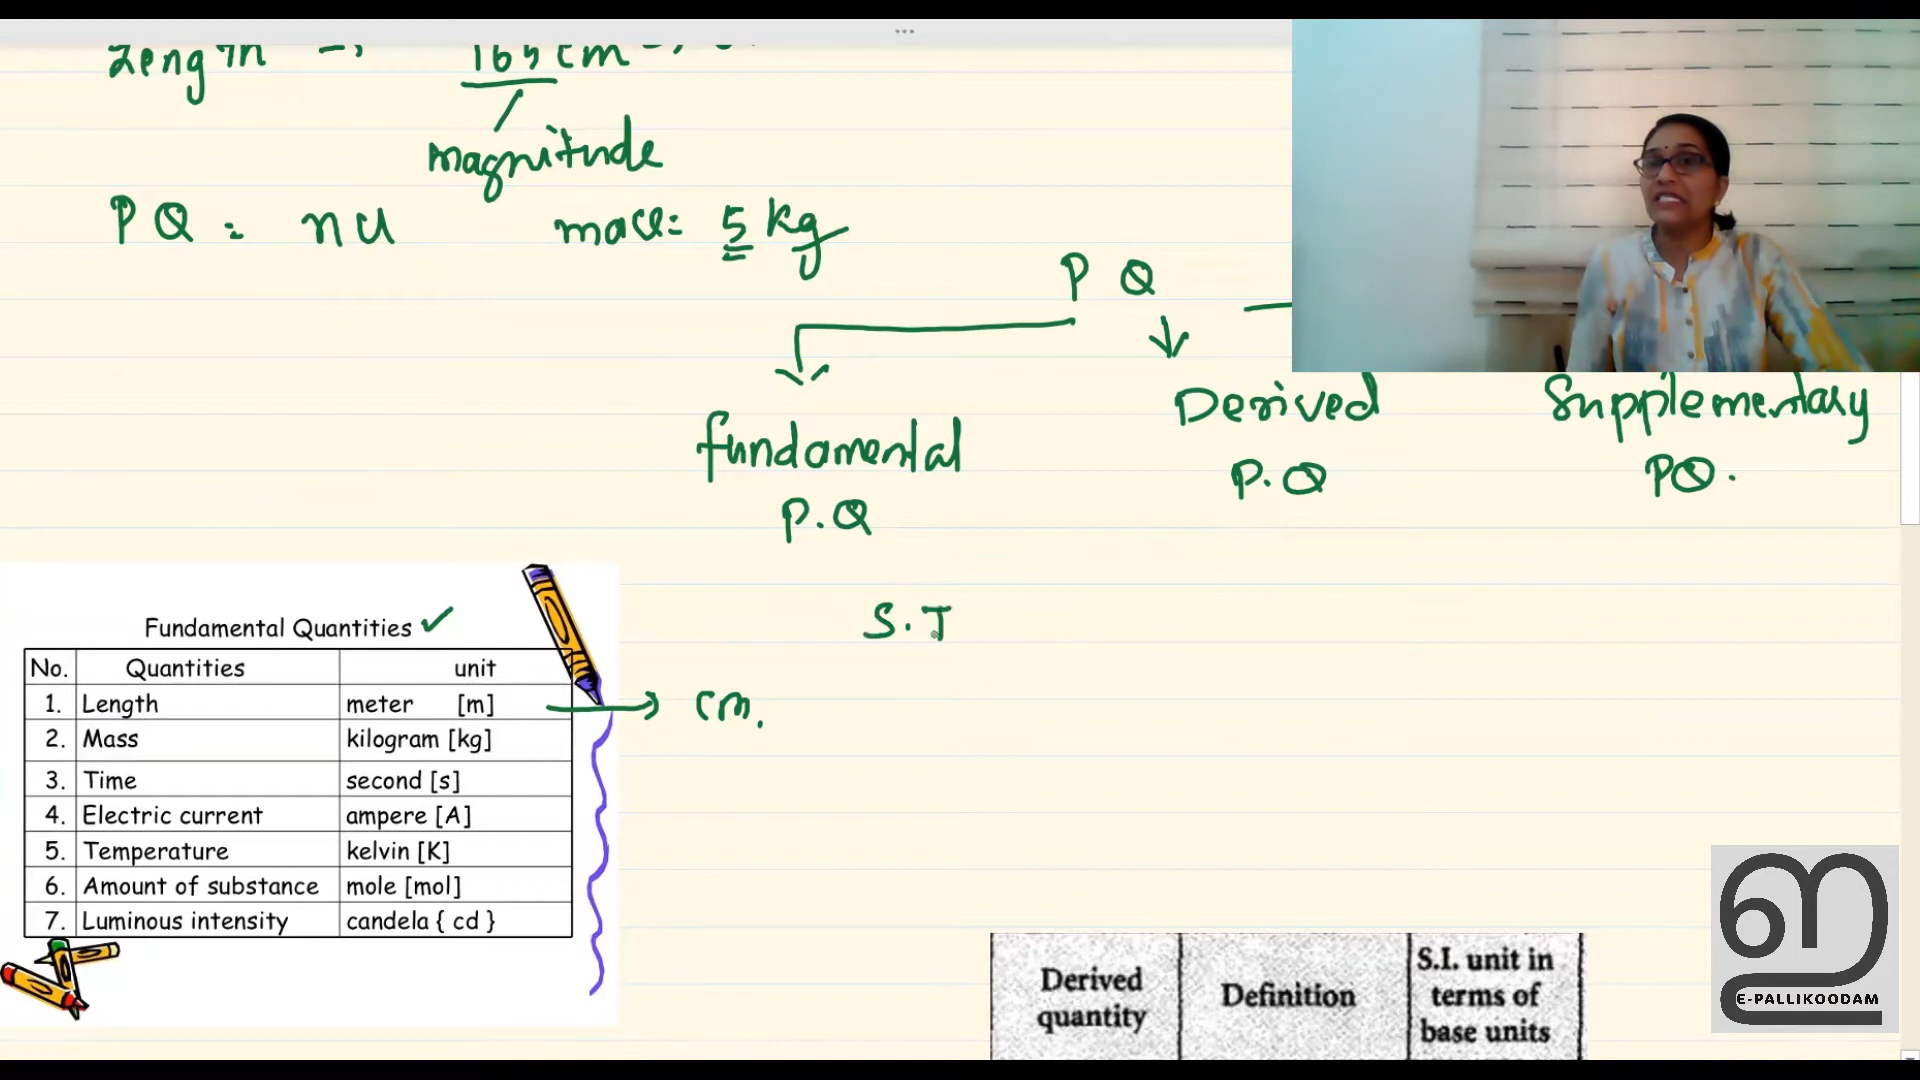 Length = 165 cm
magnitude
PQ = nu mass = 5 kg
P Q
fundamental P.Q
Derived P.Q
Supplementary PQ.
Fundamental Quantities ✓
No. Quantities unit
1. Length meter [m]
2. Mass kilogram [kg]
3. Time second [s]
4. Electric current ampere [A]
5. Temperature kelvin [K]
6. Amount of substance mole [mol]
7. Luminous intensity candela { cd }
S.I
cm.
Derived quantity
Definition
S.I. unit in terms of base units
E-PALLIKOODAM